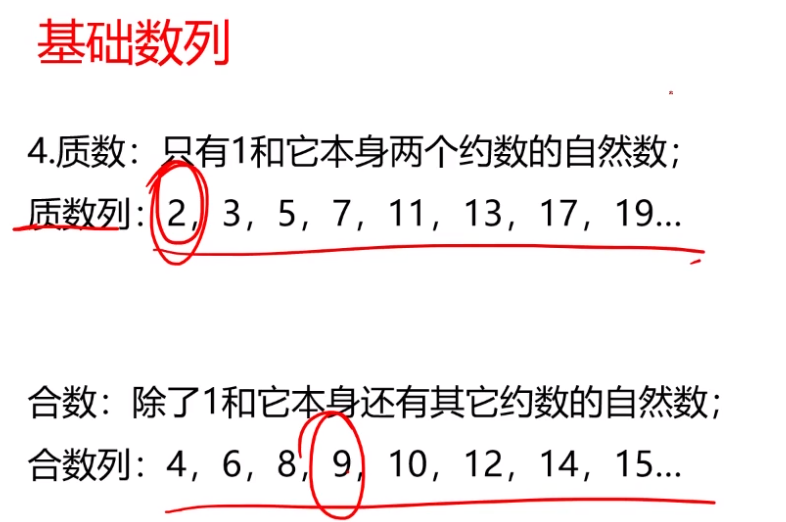 基础数列
4.质数：只有1和它本身两个约数的自然数；
质数列：2，3，5，7，11，13，17，19…
合数：除了1和它本身还有其它约数的自然数；
合数列：4，6，8，9，10，12，14，15…